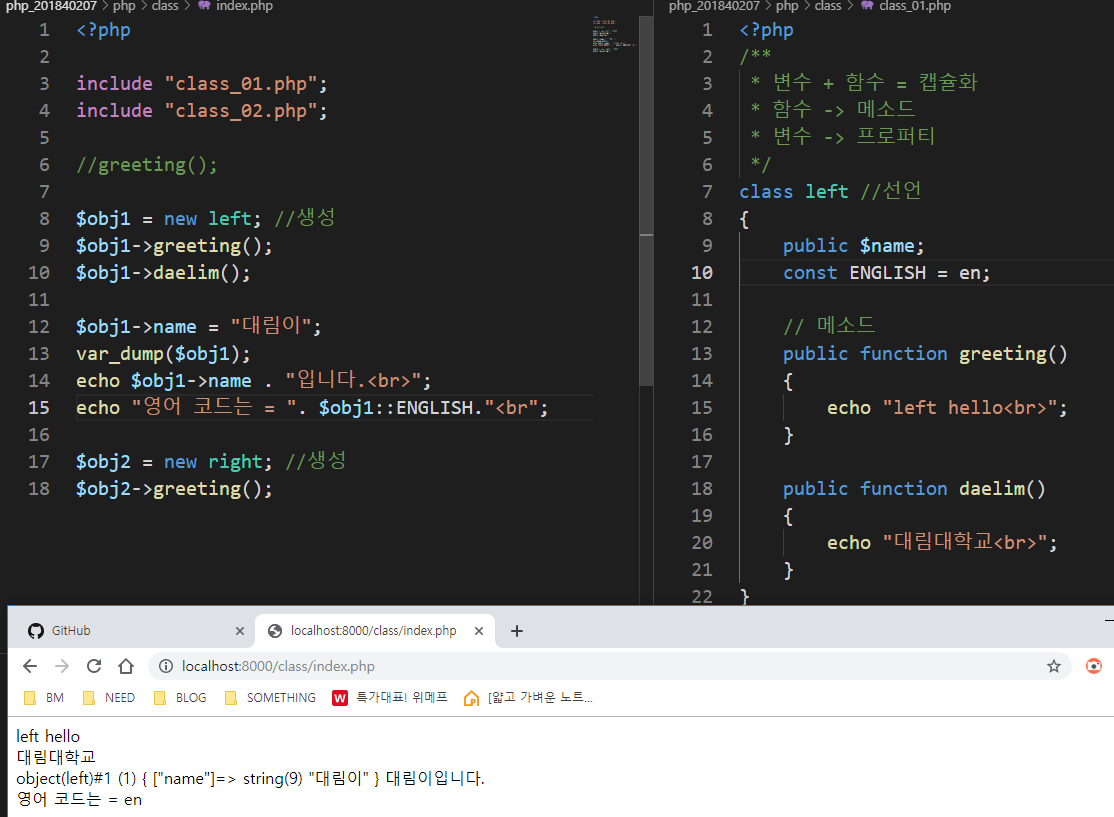 php_201840207 > php > class > index.php
1 <?php
2
3 include "class_01.php";
4 include "class_02.php";
5
6 //greeting();
7
8 $obj1 = new left; //생성
9 $obj1->greeting();
10 $obj1->daelim();
11
12 $obj1->name = "대림이";
13 var_dump($obj1);
14 echo $obj1->name . "입니다.<br>";
15 echo "영어 코드는 = ". $obj1::ENGLISH."<br";
16
17 $obj2 = new right; //생성
18 $obj2->greeting();
php_201840207 > php > class > class_01.php
1 <?php
2 /**
3  * 변수 + 함수 = 캡슐화
4  * 함수 -> 메소드
5  * 변수 -> 프로퍼티
6  */
7 class left //선언
8 {
9     public $name;
10     const ENGLISH = en;
11
12     // 메소드
13     public function greeting()
14     {
15         echo "left hello<br>";
16     }
17
18     public function daelim()
19     {
20         echo "대림대학교<br>";
21     }
22 }
GitHub
localhost:8000/class/index.php
localhost:8000/class/index.php
BM NEED BLOG SOMETHING W 특가대표! 위메프 [얇고 가벼운 노트...
left hello
대림대학교
object(left)#1 (1) { ["name"]=> string(9) "대림이" } 대림이입니다.
영어 코드는 = en